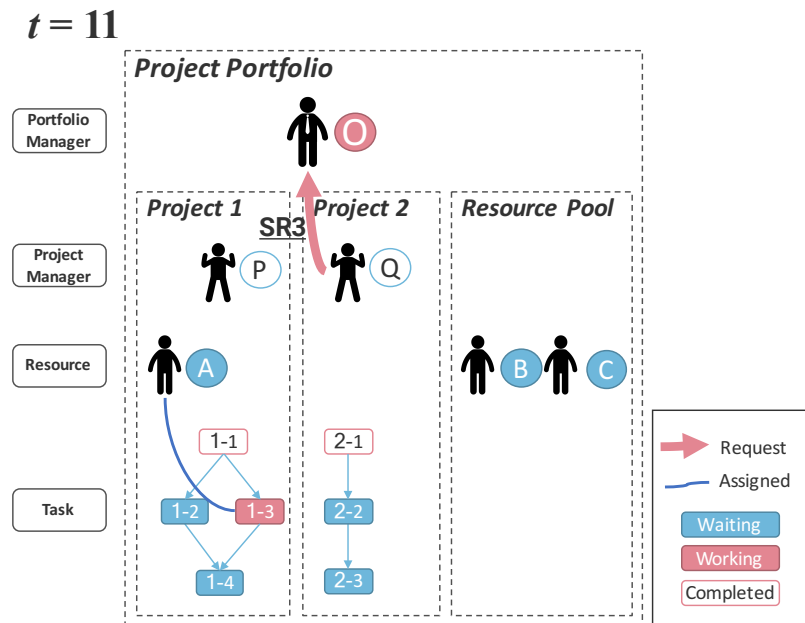 t = 11
Project Portfolio
Portfolio
Manager
O
Project 1
Project 2
Resource Pool
SR3
Project
Manager
P
Q
Resource
A
B
C
Request
Assigned
Task
1-1
2-1
1-2
1-3
2-2
1-4
2-3
Waiting
Working
Completed